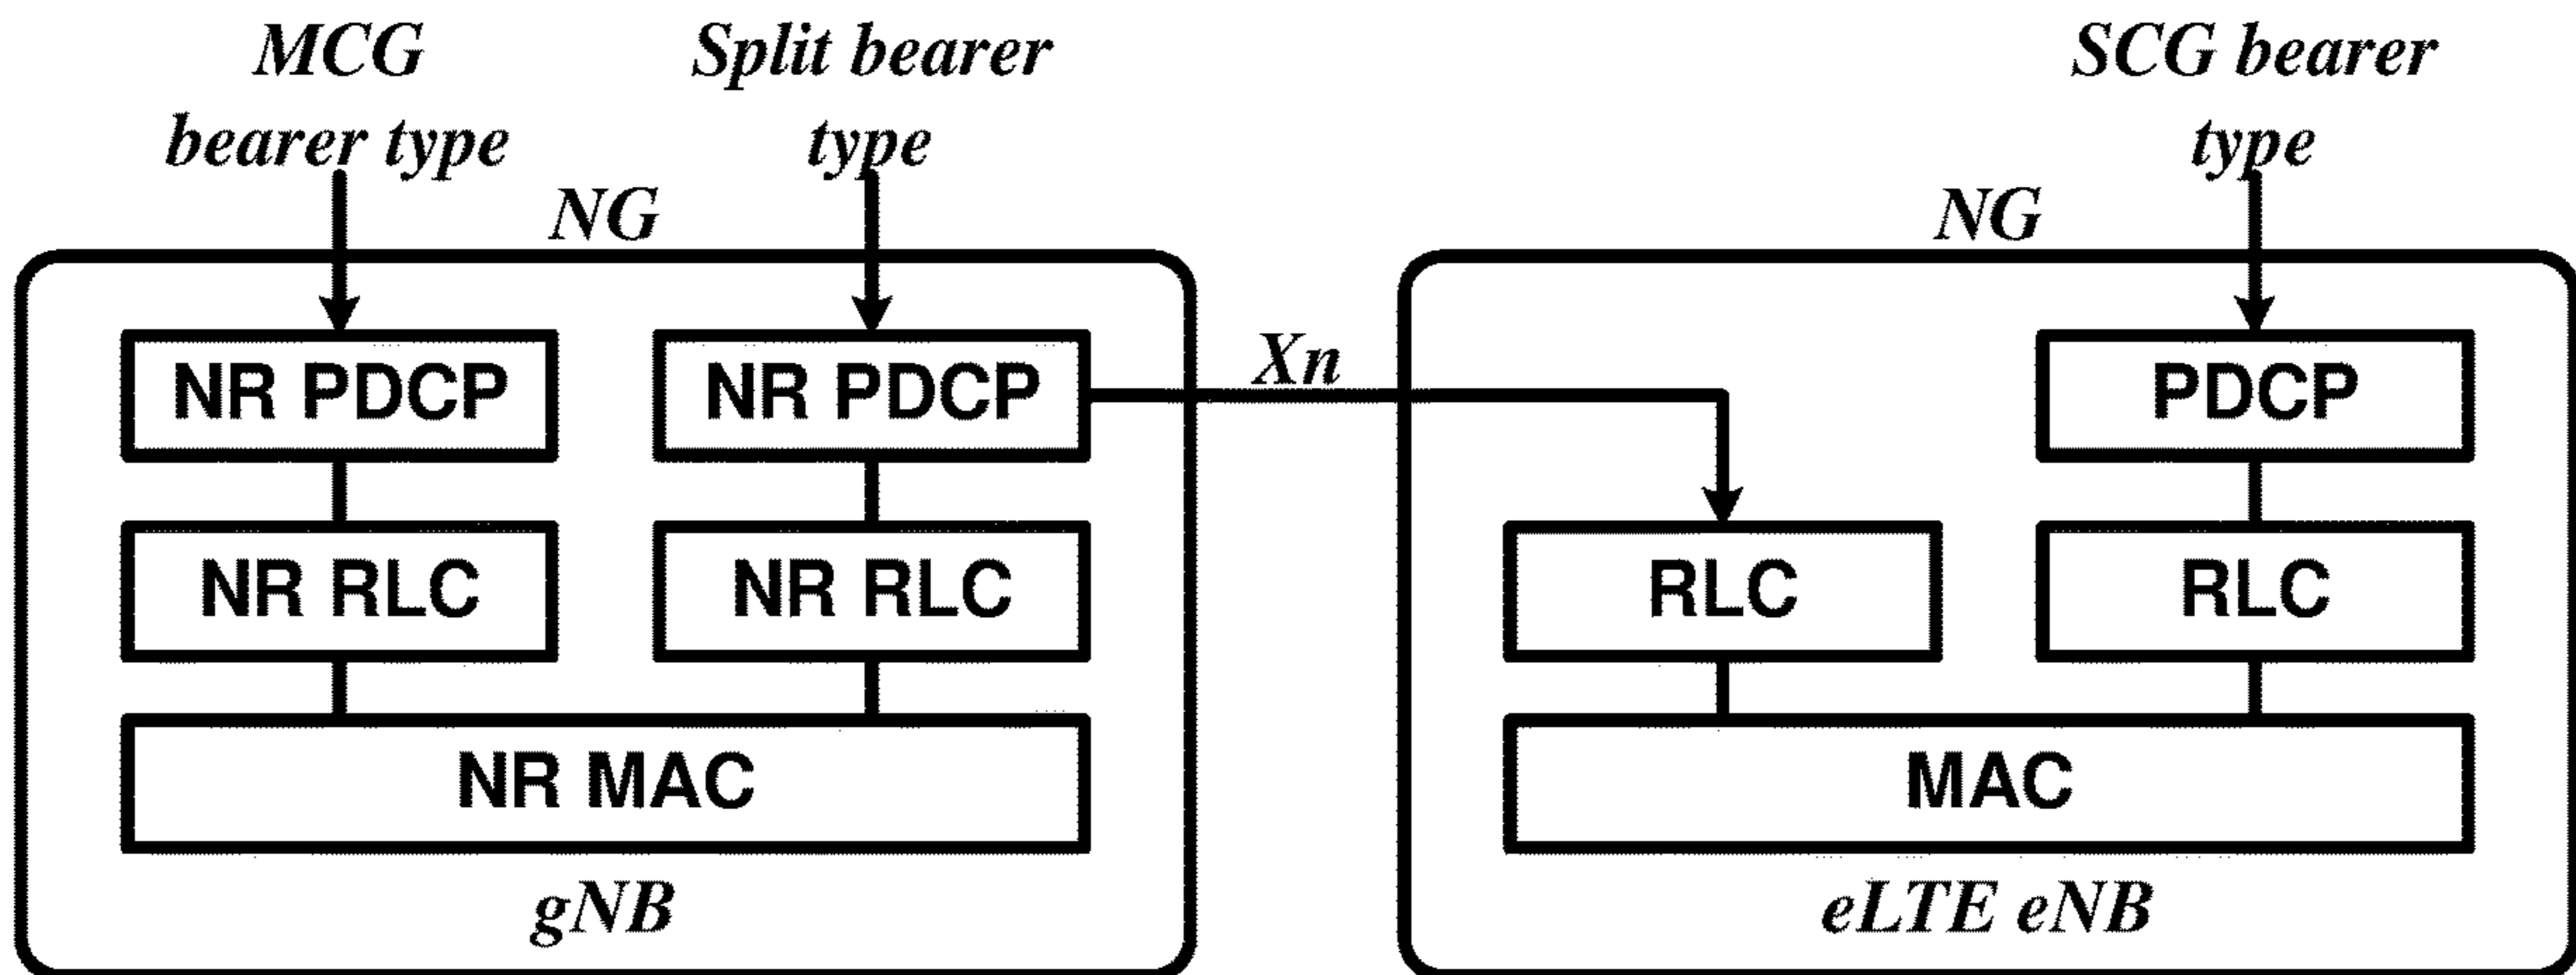 MCG
bearer type
Split bearer
type
SCG bearer
type
NG
NG
Xn
NR PDCP
NR PDCP
PDCP
NR RLC
NR RLC
RLC
RLC
NR MAC
MAC
gNB
eLTE eNB